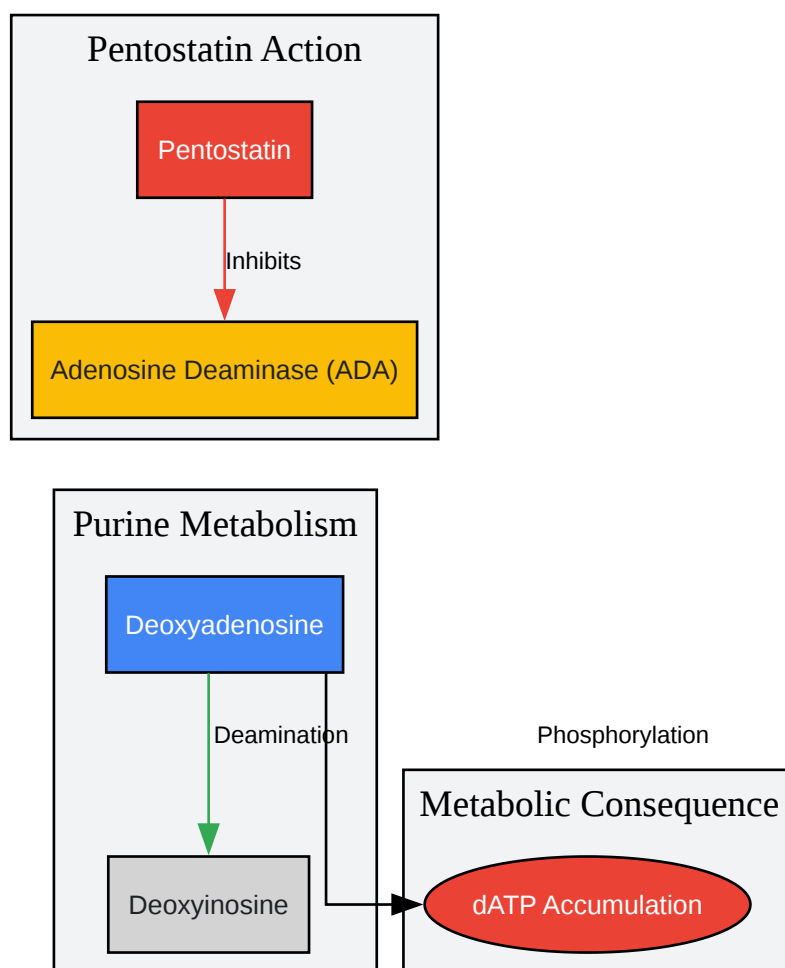 Pentostatin Action
Pentostatin
Inhibits
Adenosine Deaminase (ADA)
Purine Metabolism
Deoxyadenosine
Deamination
Phosphorylation
Metabolic Consequence
Deoxyinosine
dATP Accumulation